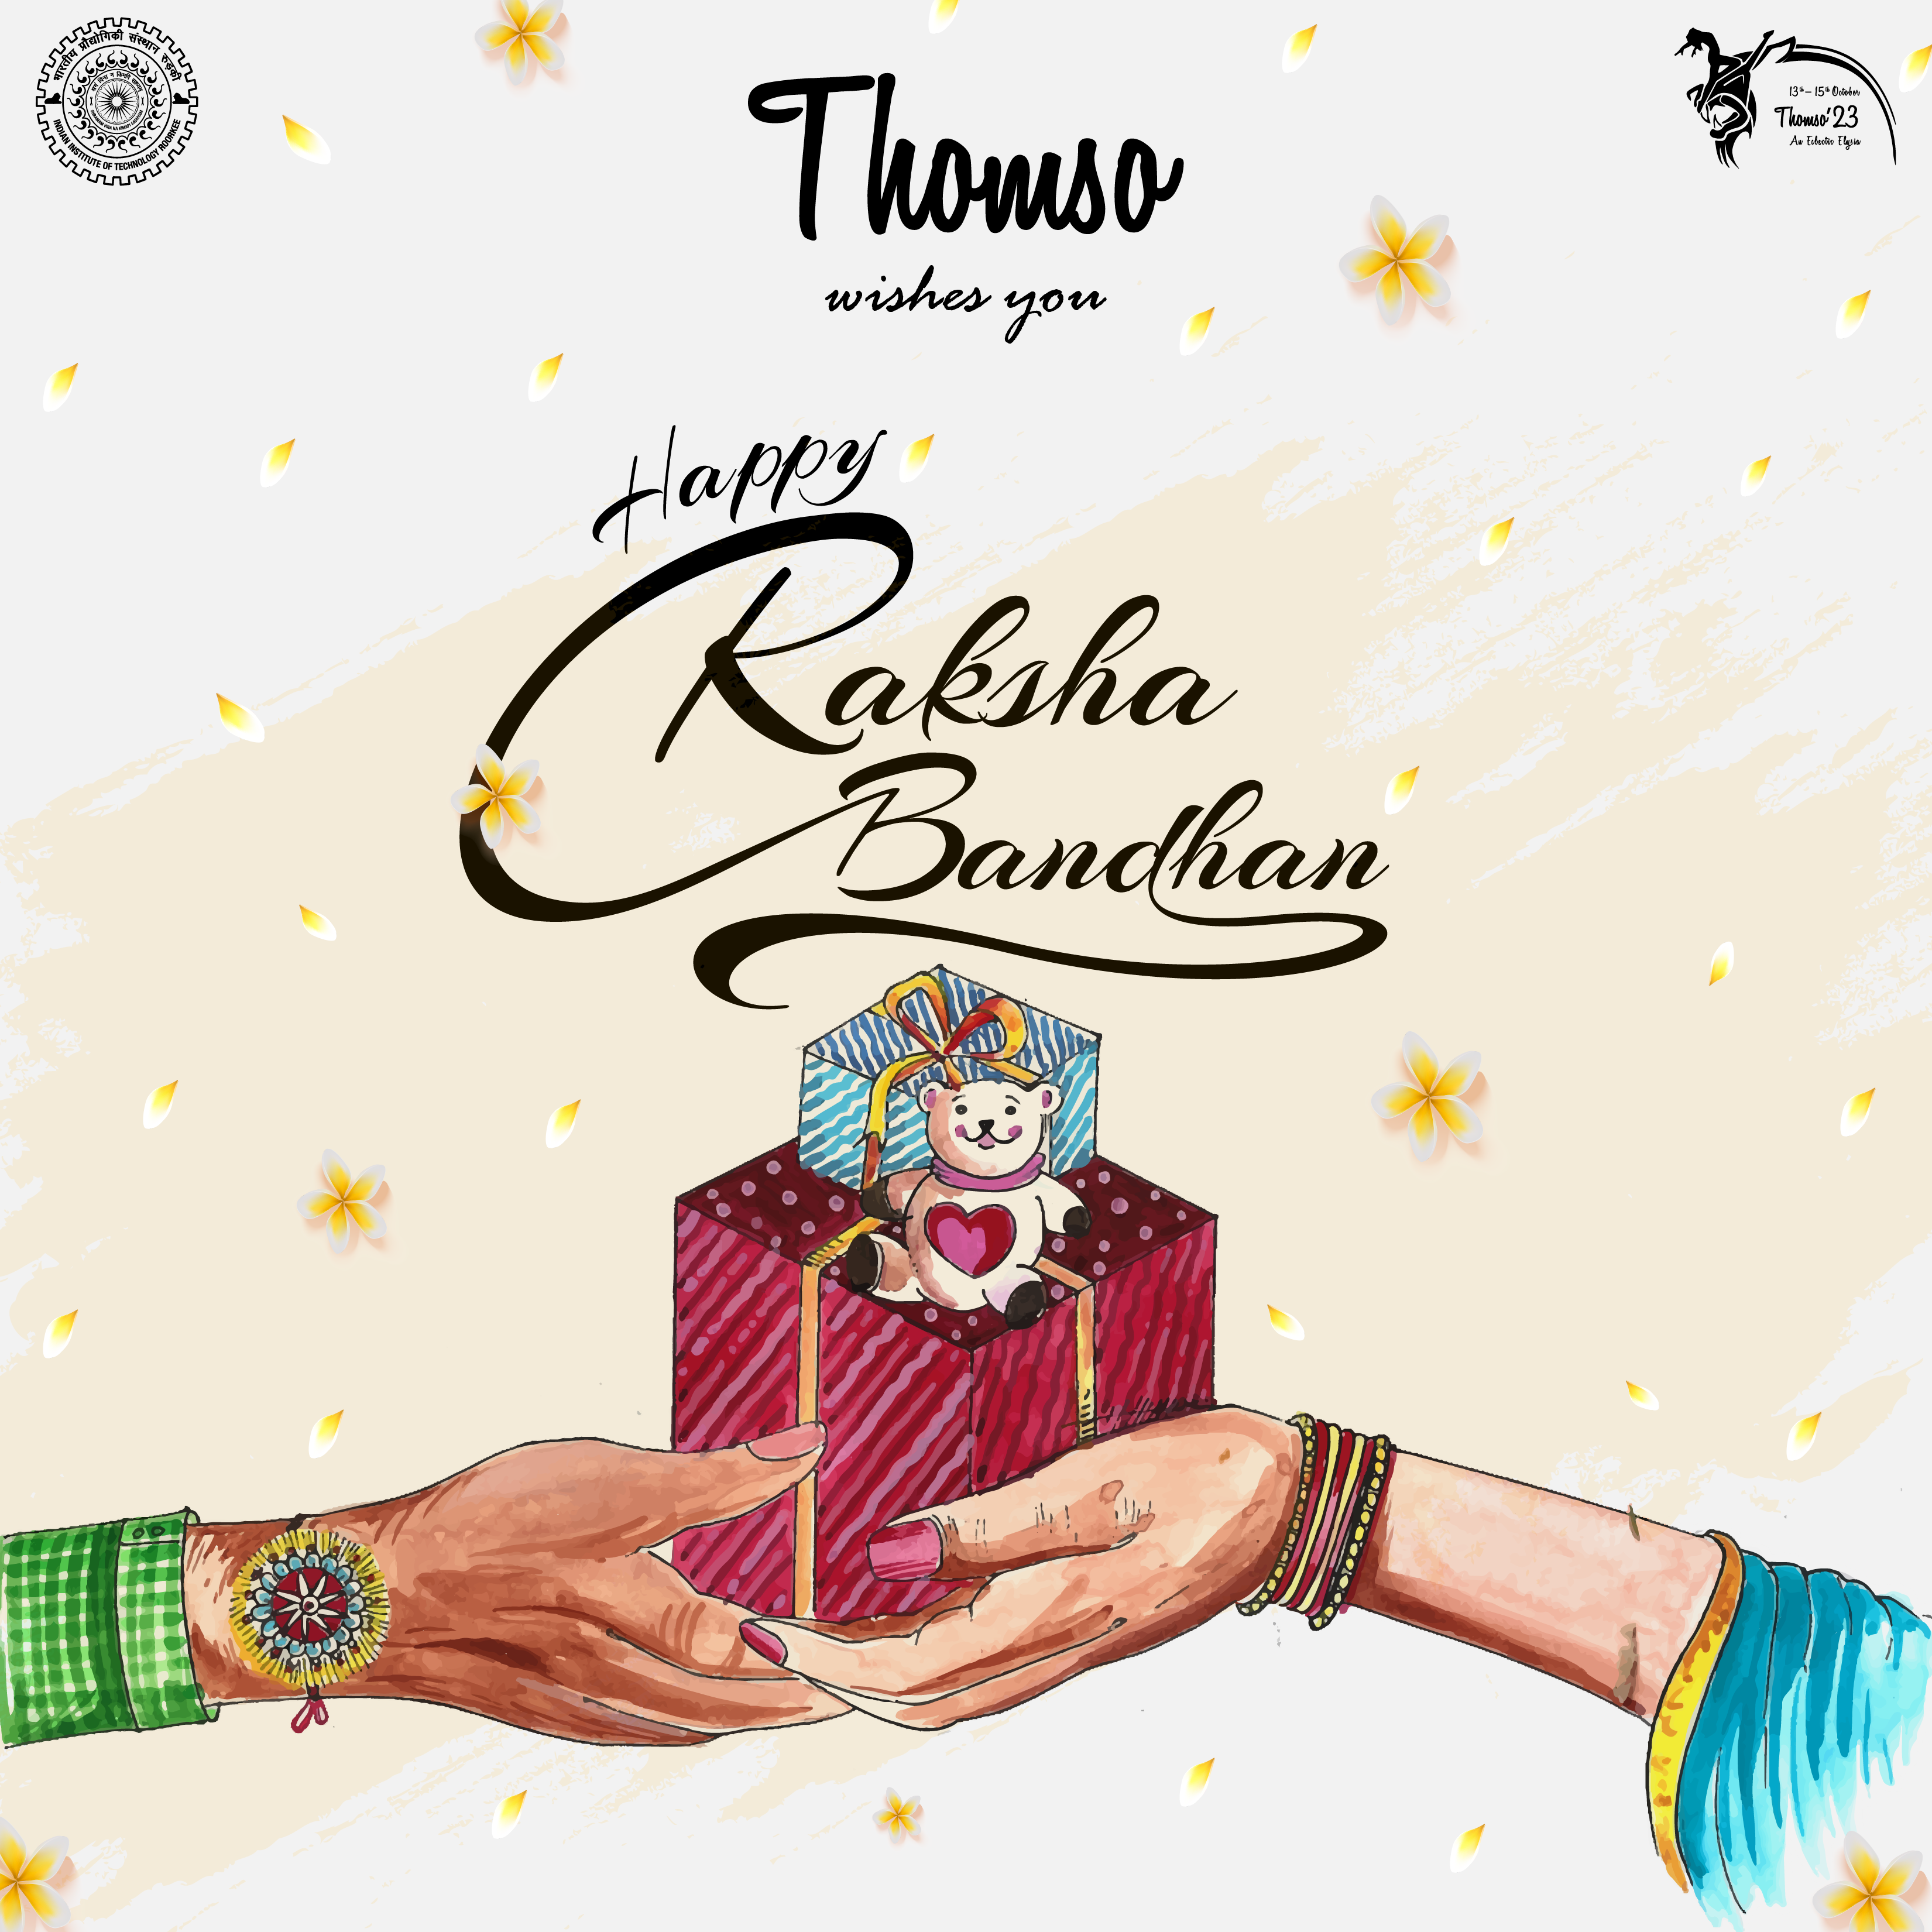 भारतीय प्रौद्योगिकी संस्थान रुड़की
INDIAN INSTITUTE OF TECHNOLOGY ROORKEE
13th - 15th October
Thomso'23
An Eclectic Elysia
Thomso
wishes you
Happy
Raksha
Bandhan